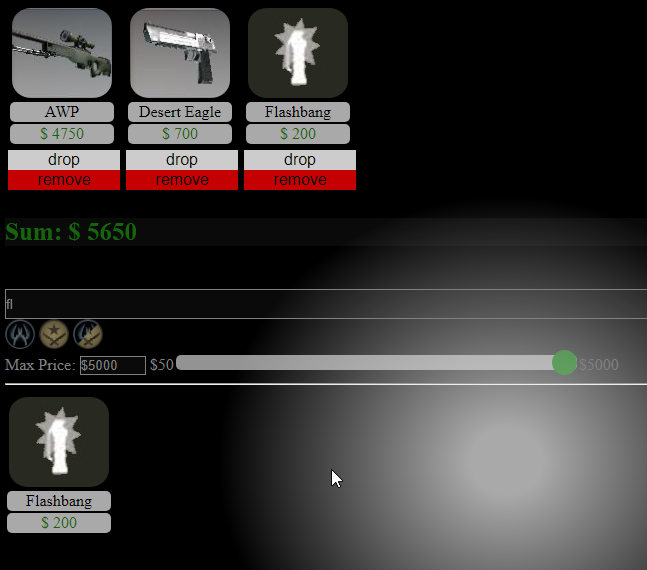 AWP Desert Eagle Flashbang
$ 4750 $ 700 $ 200
drop drop drop
remove remove remove
Sum: $ 5650
fl
Max Price: $5000 $50 $5000
Flashbang
$ 200